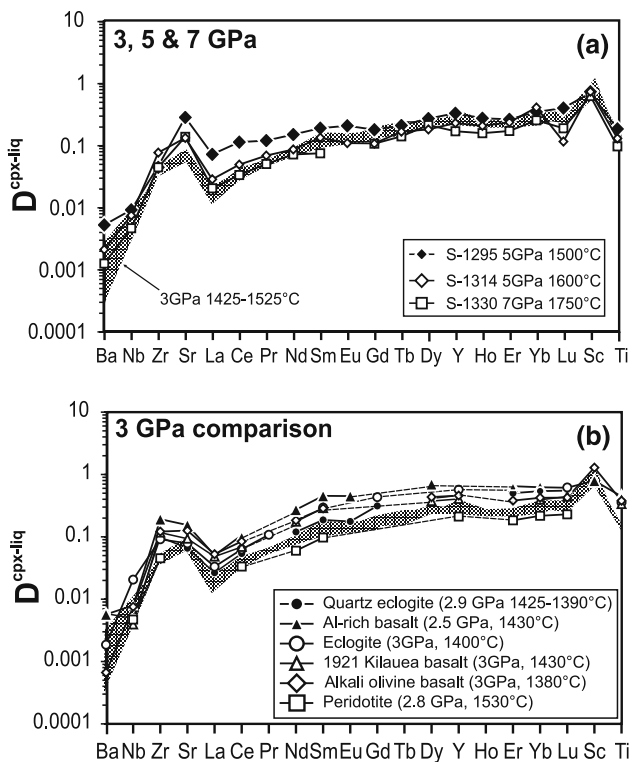 3, 5 & 7 GPa
(a)
10
1
0.1
0.01
0.001
0.0001
D^cpx-liq
3GPa 1425-1525°C
S-1295 5GPa 1500°C
S-1314 5GPa 1600°C
S-1330 7GPa 1750°C
Ba Nb Zr Sr La Ce Pr Nd Sm Eu Gd Tb Dy Y Ho Er Yb Lu Sc Ti
3 GPa comparison
(b)
10
1
0.1
0.01
0.001
0.0001
D^cpx-liq
Quartz eclogite (2.9 GPa 1425-1390°C)
Al-rich basalt (2.5 GPa, 1430°C)
Eclogite (3GPa, 1400°C)
1921 Kilauea basalt (3GPa, 1430°C)
Alkali olivine basalt (3GPa, 1380°C)
Peridotite (2.8 GPa, 1530°C)
Ba Nb Zr Sr La Ce Pr Nd Sm Eu Gd Tb Dy Y Ho Er Yb Lu Sc Ti